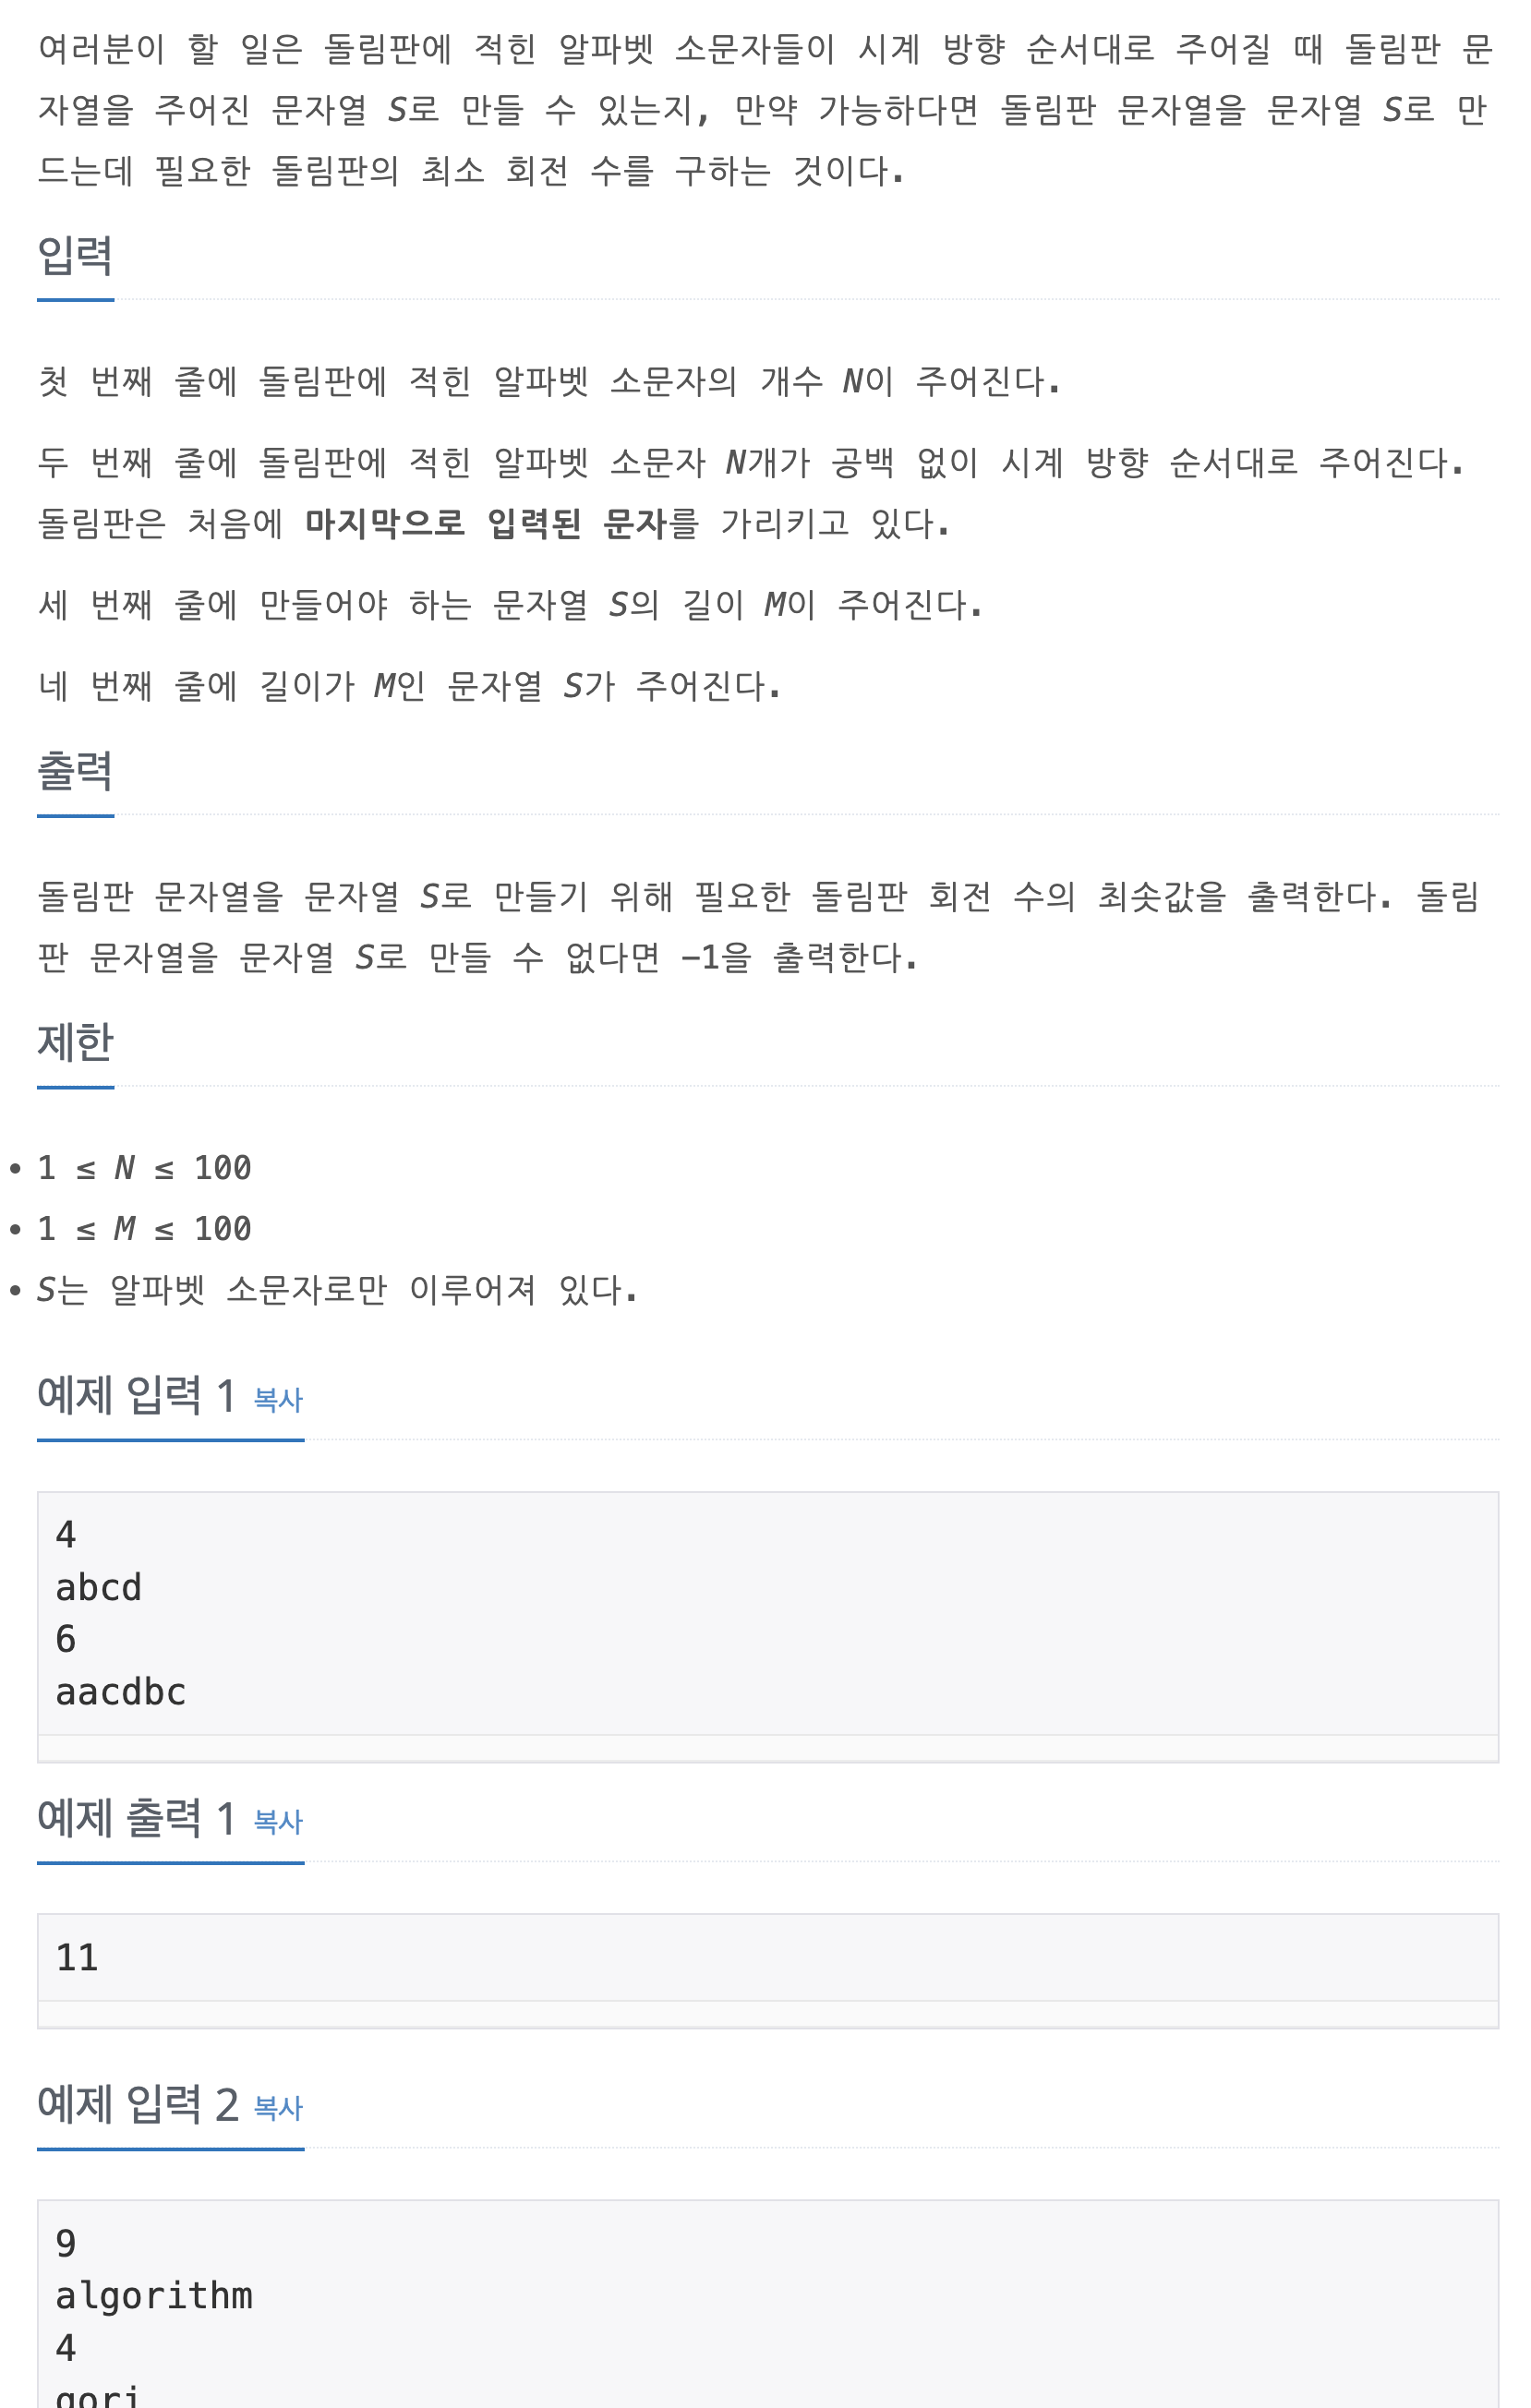 여러분이 할 일은 돌림판에 적힌 알파벳 소문자들이 시계 방향 순서대로 주어질 때 돌림판 문
자열을 주어진 문자열 S로 만들 수 있는지, 만약 가능하다면 돌림판 문자열을 문자열 S로 만
드는데 필요한 돌림판의 최소 회전 수를 구하는 것이다.
입력
첫 번째 줄에 돌림판에 적힌 알파벳 소문자의 개수 N이 주어진다.
두 번째 줄에 돌림판에 적힌 알파벳 소문자 N개가 공백 없이 시계 방향 순서대로 주어진다.
돌림판은 처음에 마지막으로 입력된 문자를 가리키고 있다.
세 번째 줄에 만들어야 하는 문자열 S의 길이 M이 주어진다.
네 번째 줄에 길이가 M인 문자열 S가 주어진다.
출력
돌림판 문자열을 문자열 S로 만들기 위해 필요한 돌림판 회전 수의 최솟값을 출력한다. 돌림
판 문자열을 문자열 S로 만들 수 없다면 -1을 출력한다.
제한
• 1 ≤ N ≤ 100
• 1 ≤ M ≤ 100
• S는 알파벳 소문자로만 이루어져 있다.
예제 입력 1 복사
4
abcd
6
aacdbc
예제 출력 1 복사
11
예제 입력 2 복사
9
algorithm
4
gori